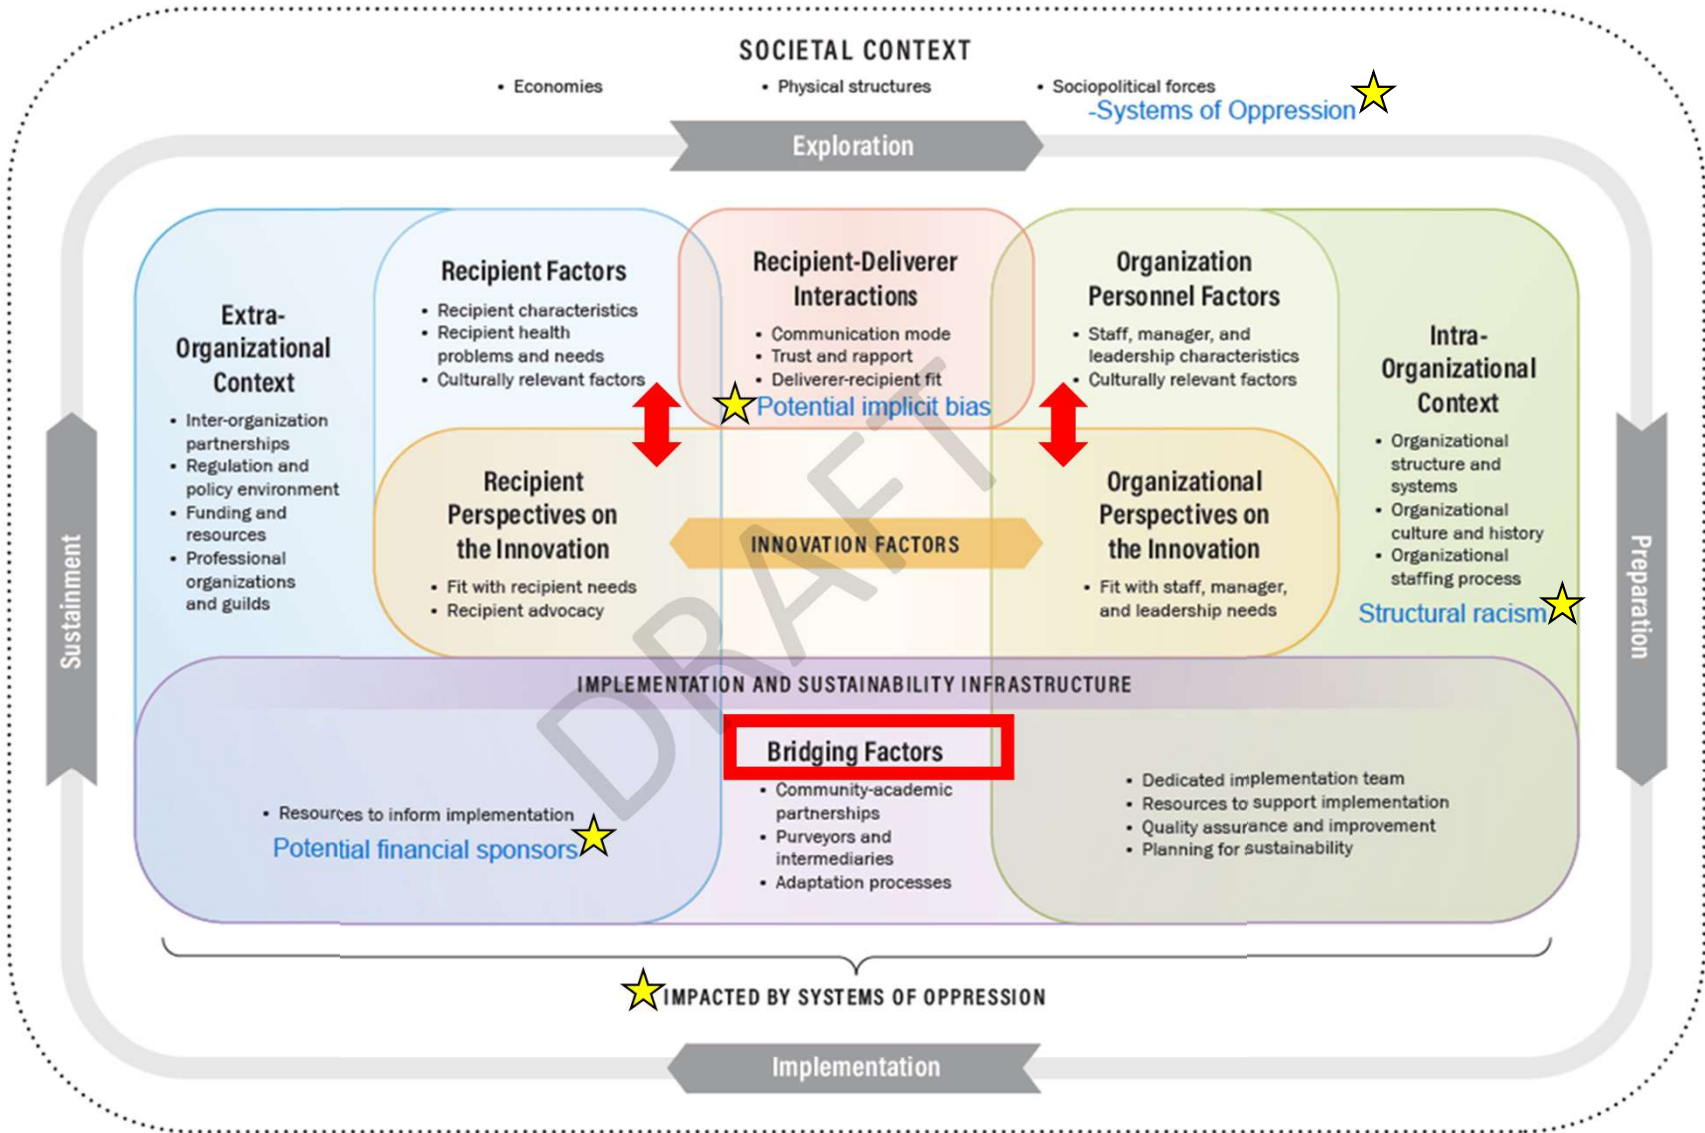 SOCIETAL CONTEXT
• Economies
• Physical structures
• Sociopolitical forces
-Systems of Oppression
Exploration
Extra-
Organizational
Context
• Inter-organization
partnerships
• Regulation and
policy environment
• Funding and
resources
• Professional
organizations
and guilds
Recipient Factors
• Recipient characteristics
• Recipient health
problems and needs
• Culturally relevant factors
Recipient-Deliverer
Interactions
• Communication mode
• Trust and rapport
• Deliverer-recipient fit
Potential implicit bias
Organization
Personnel Factors
• Staff, manager, and
leadership characteristics
• Culturally relevant factors
Intra-
Organizational
Context
• Organizational
structure and
systems
• Organizational
culture and history
• Organizational
staffing process
Structural racism
Recipient
Perspectives on
the Innovation
• Fit with recipient needs
• Recipient advocacy
INNOVATION FACTORS
Organizational
Perspectives on
the Innovation
• Fit with staff, manager,
and leadership needs
Sustainment
Preparation
DRAFT
IMPLEMENTATION AND SUSTAINABILITY INFRASTRUCTURE
• Resources to inform implementation
Potential financial sponsors
Bridging Factors
• Community-academic
partnerships
• Purveyors and
intermediaries
• Adaptation processes
• Dedicated implementation team
• Resources to support implementation
• Quality assurance and improvement
• Planning for sustainability
IMPACTED BY SYSTEMS OF OPPRESSION
Implementation